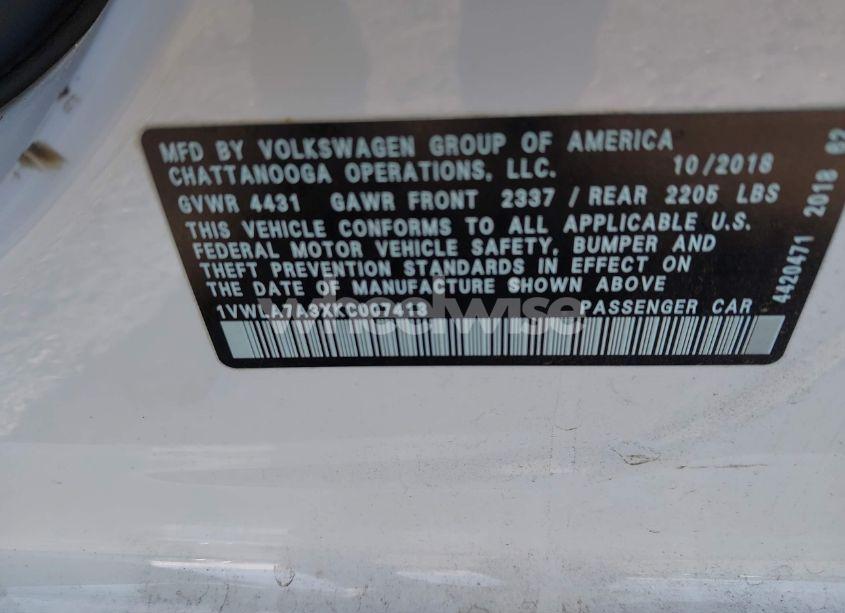 MFD BY VOLKSWAGEN GROUP OF AMERICA
CHATTANOOGA OPERATIONS, LLC. 10/2018
GVWR 4431 GAWR FRONT 2337 / REAR 2205 LBS
THIS VEHICLE CONFORMS TO ALL APPLICABLE U.S.
FEDERAL MOTOR VEHICLE SAFETY, BUMPER AND
THEFT PREVENTION STANDARDS IN EFFECT ON
THE DATE OF MANUFACTURE SHOWN ABOVE
1VWLA7A3XKC007413 PASSENGER CAR
4420471 2018 62
wheelwise